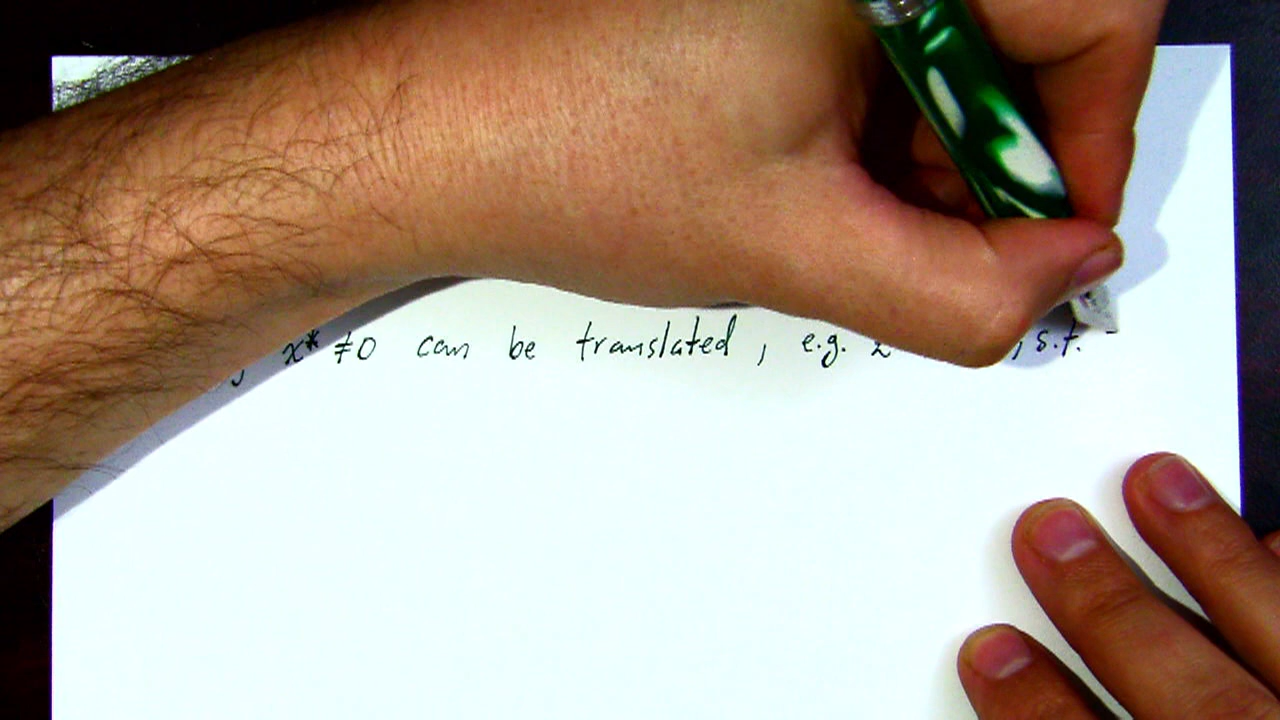 x* ≠0 can be translated, e.g. z , s.t.